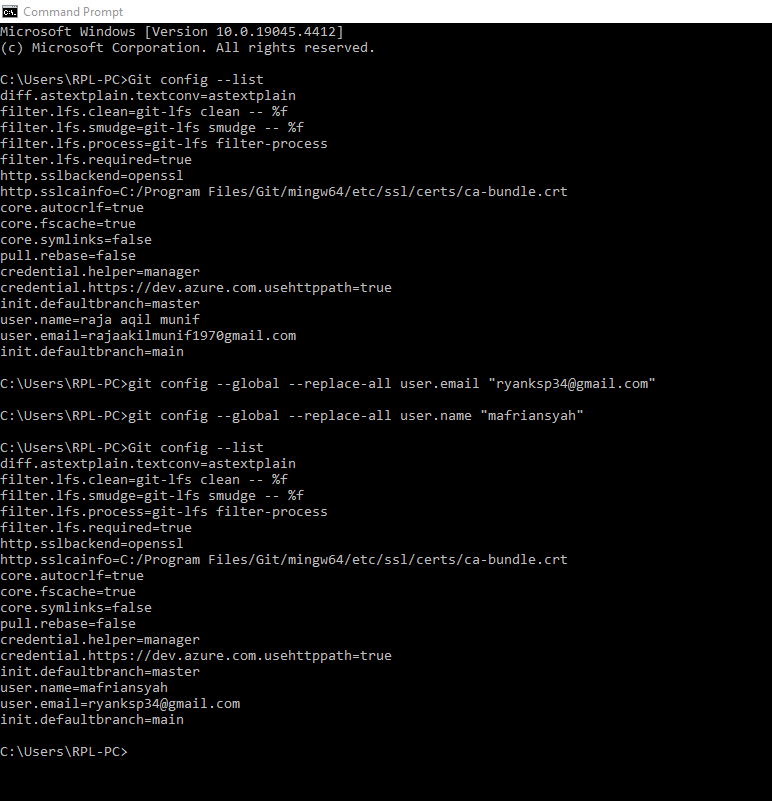 Command Prompt
Microsoft Windows [Version 10.0.19045.4412]
(c) Microsoft Corporation. All rights reserved.
C:\Users\RPL-PC>Git config --list
diff.astextplain.textconv=astextplain
filter.lfs.clean=git-lfs clean -- %f
filter.lfs.smudge=git-lfs smudge -- %f
filter.lfs.process=git-lfs filter-process
filter.lfs.required=true
http.sslbackend=openssl
http.sslcainfo=C:/Program Files/Git/mingw64/etc/ssl/certs/ca-bundle.crt
core.autocrlf=true
core.fscache=true
core.symlinks=false
pull.rebase=false
credential.helper=manager
credential.https://dev.azure.com.usehttppath=true
init.defaultbranch=master
user.name=raja aqil munif
user.email=rajaakilmunif1970gmail.com
init.defaultbranch=main
C:\Users\RPL-PC>git config --global --replace-all user.email "ryanksp34@gmail.com"
C:\Users\RPL-PC>git config --global --replace-all user.name "mafriansyah"
C:\Users\RPL-PC>Git config --list
diff.astextplain.textconv=astextplain
filter.lfs.clean=git-lfs clean -- %f
filter.lfs.smudge=git-lfs smudge -- %f
filter.lfs.process=git-lfs filter-process
filter.lfs.required=true
http.sslbackend=openssl
http.sslcainfo=C:/Program Files/Git/mingw64/etc/ssl/certs/ca-bundle.crt
core.autocrlf=true
core.fscache=true
core.symlinks=false
pull.rebase=false
credential.helper=manager
credential.https://dev.azure.com.usehttppath=true
init.defaultbranch=master
user.name=mafriansyah
user.email=ryanksp34@gmail.com
init.defaultbranch=main
C:\Users\RPL-PC>